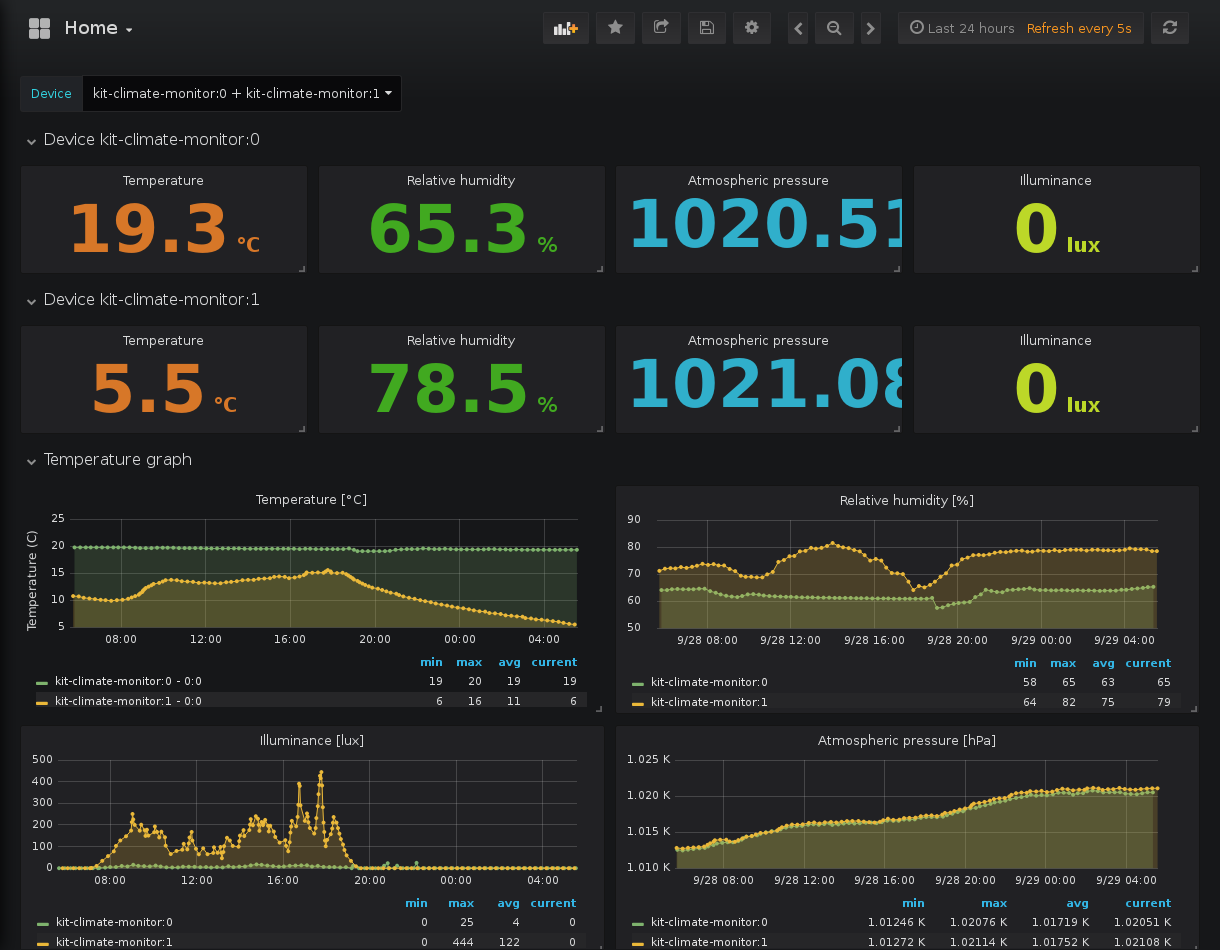 Home
Last 24 hours Refresh every 5s
Device kit-climate-monitor:0 + kit-climate-monitor:1
Device kit-climate-monitor:0
Temperature Relative humidity Atmospheric pressure Illuminance
19.3 °C 65.3 % 1020.51 0 lux
Device kit-climate-monitor:1
Temperature Relative humidity Atmospheric pressure Illuminance
5.5 °C 78.5 % 1021.08 0 lux
Temperature graph
Temperature [°C]
Temperature (C)
25
20
15
10
5
08:00 12:00 16:00 20:00 00:00 04:00
min max avg current
kit-climate-monitor:0 - 0:0 19 20 19 19
kit-climate-monitor:1 - 0:0 6 16 11 6
Relative humidity [%]
90
80
70
60
50
9/28 08:00 9/28 12:00 9/28 16:00 9/28 20:00 9/29 00:00 9/29 04:00
min max avg current
kit-climate-monitor:0 58 65 63 65
kit-climate-monitor:1 64 82 75 79
Illuminance [lux]
500
400
300
200
100
0
08:00 12:00 16:00 20:00 00:00 04:00
min max avg current
kit-climate-monitor:0 0 25 4 0
kit-climate-monitor:1 0 444 122 0
Atmospheric pressure [hPa]
1.025 K
1.020 K
1.015 K
1.010 K
9/28 08:00 9/28 12:00 9/28 16:00 9/28 20:00 9/29 00:00 9/29 04:00
min max avg current
kit-climate-monitor:0 1.01246 K 1.02076 K 1.01719 K 1.02051 K
kit-climate-monitor:1 1.01272 K 1.02114 K 1.01752 K 1.02108 K